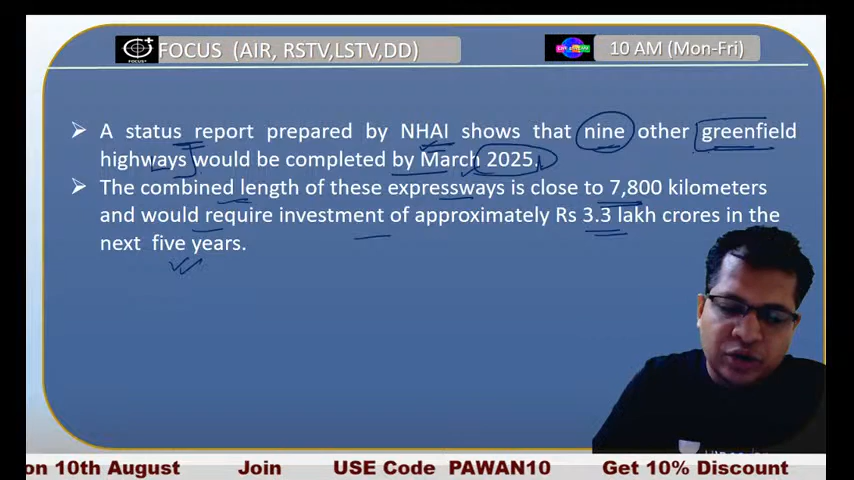 FOCUS (AIR, RSTV,LSTV,DD)
10 AM (Mon-Fri)
➢ A status report prepared by NHAI shows that nine other greenfield
highways would be completed by March 2025.
➢ The combined length of these expressways is close to 7,800 kilometers
and would require investment of approximately Rs 3.3 lakh crores in the
next five years.
on 10th August Join USE Code PAWAN10 Get 10% Discount